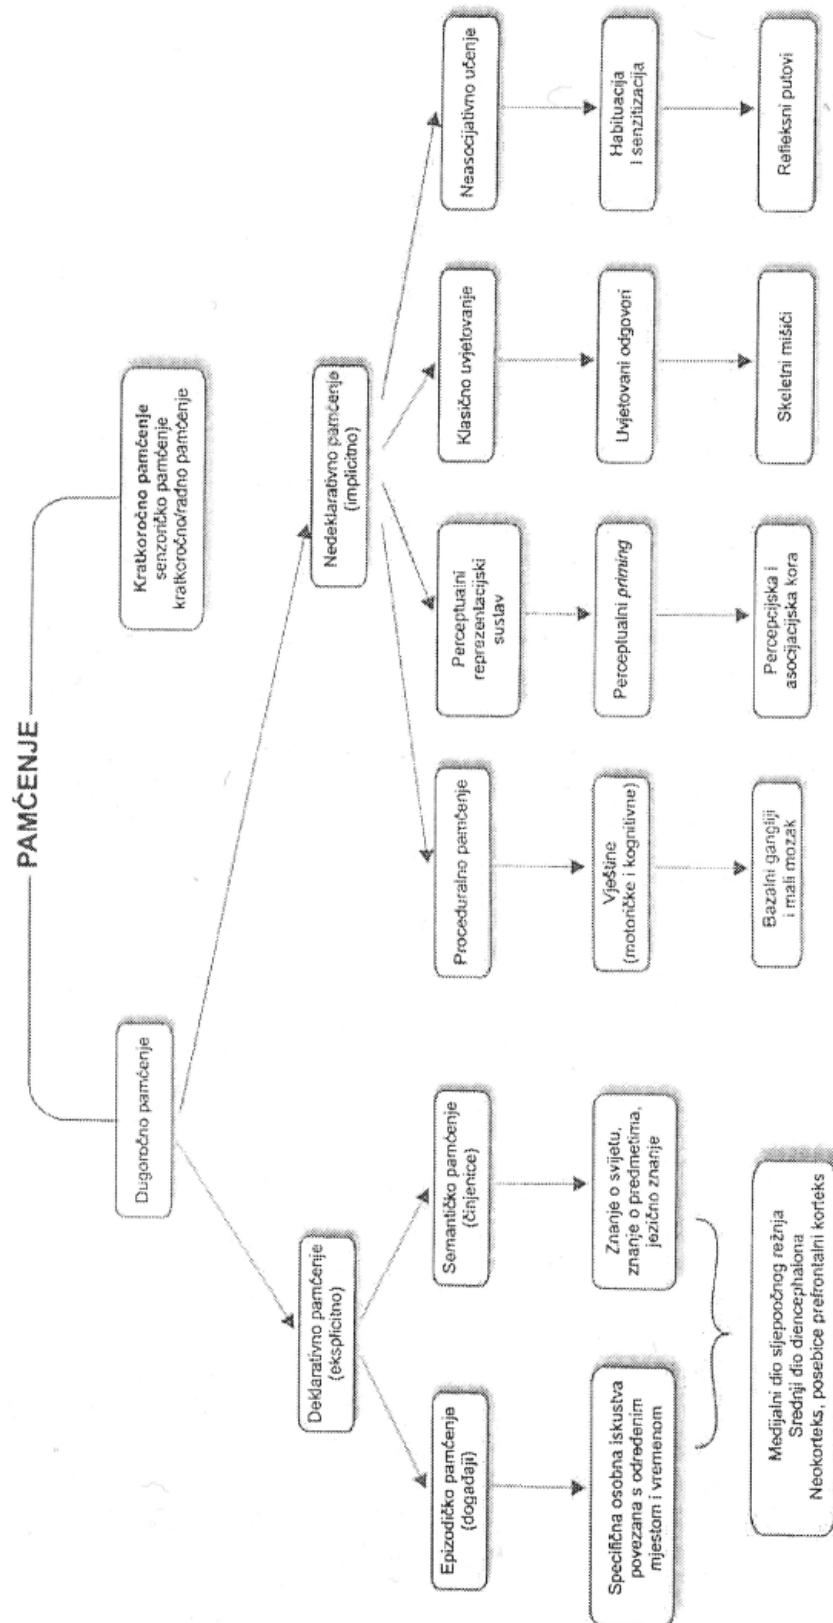 PAMĆENJE
Dugoročno pamćenje
Kratkoročno pamćenje
senzoričko pamćenje
kratkoročno/radno pamćenje
Deklarativno pamćenje
(eksplicitno)
Nedeklarativno pamćenje
(implicitno)
Epizodičko pamćenje
(događaji)
Semantičko pamćenje
(činjenice)
Proceduralno pamćenje
Perceptualni
reprezentacijski
sustav
Klasično uvjetovanje
Neasocijativno učenje
Specifična osobna iskustva
povezana s određenim
mjestom i vremenom
Znanje o svijetu,
znanje o predmetima,
jezično znanje
Vještine
(motoričke i kognitivne)
Perceptualni priming
Uvjetovani odgovori
Habituacija
i senzitizacija
Medijalni dio sljepoočnog režnja
Srednji dio diencephalona
Neokorteks, posebice prefrontalni korteks
Bazalni gangliji
i mali mozak
Percepcijska i
asocijacijska kora
Skeletni mišići
Refleksni putovi